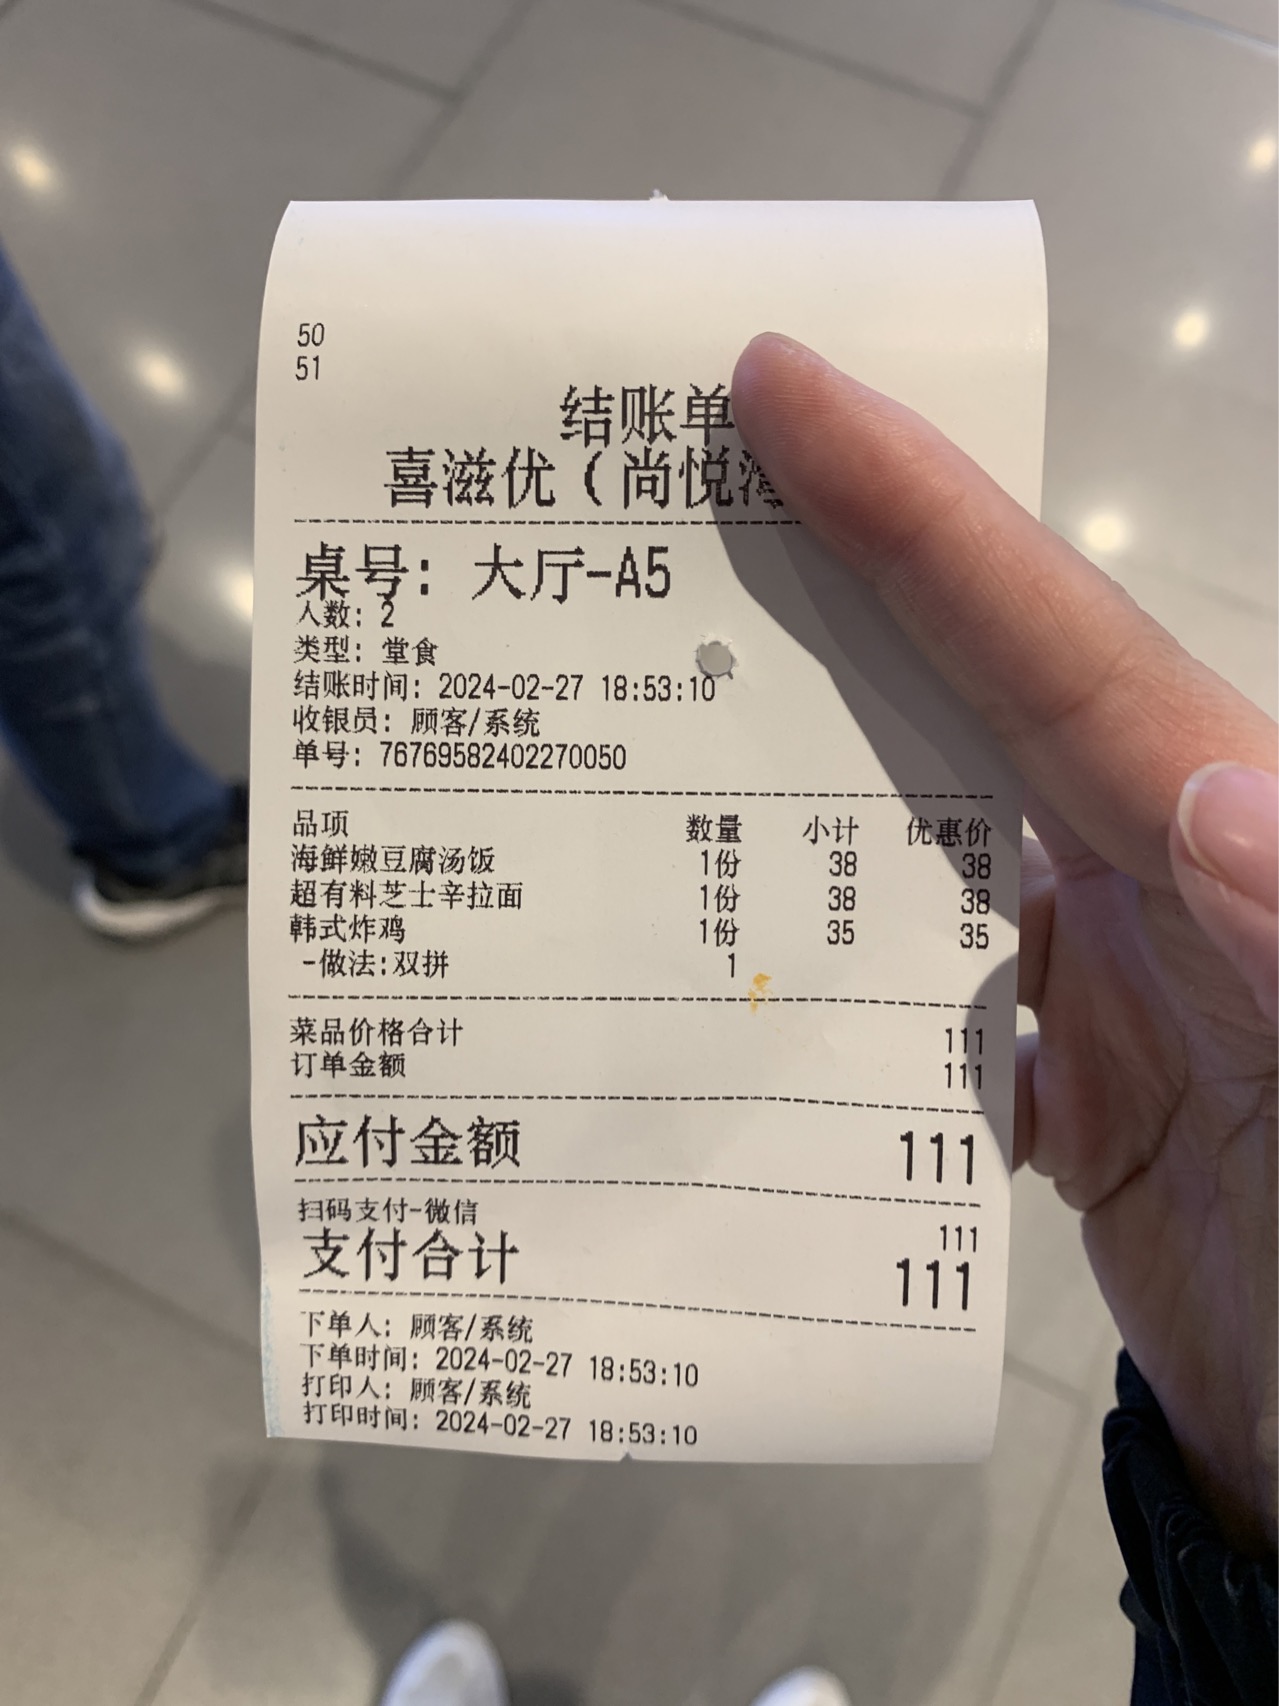 50
51
结账单
喜滋优(尚悦
桌号: 大厅-A5
人数: 2
类型: 堂食
结账时间: 2024-02-27 18:53:10
收银员: 顾客/系统
单号: 76769582402270050
品项 数量 小计 优惠价
海鲜嫩豆腐汤饭 1份 38 38
超有料芝士辛拉面 1份 38 38
韩式炸鸡 1份 35 35
-做法:双拼 1
菜品价格合计 111
订单金额 111
应付金额 111
扫码支付-微信 111
支付合计 111
下单人: 顾客/系统
下单时间: 2024-02-27 18:53:10
打印人: 顾客/系统
打印时间: 2024-02-27 18:53:10